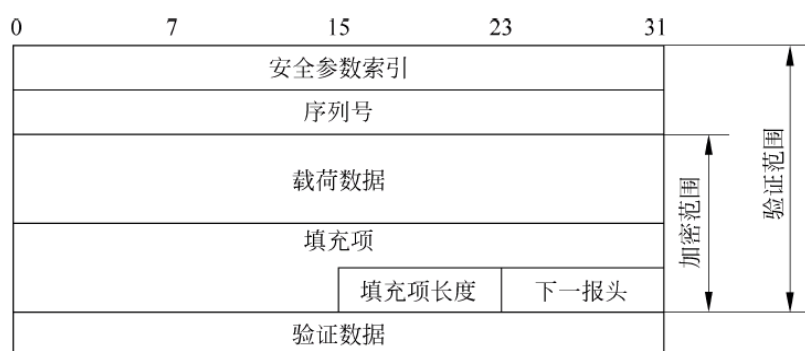 0 7 15 23 31
安全参数索引
序列号
载荷数据
填充项
填充项长度 下一报头
验证数据
加密范围
验证范围